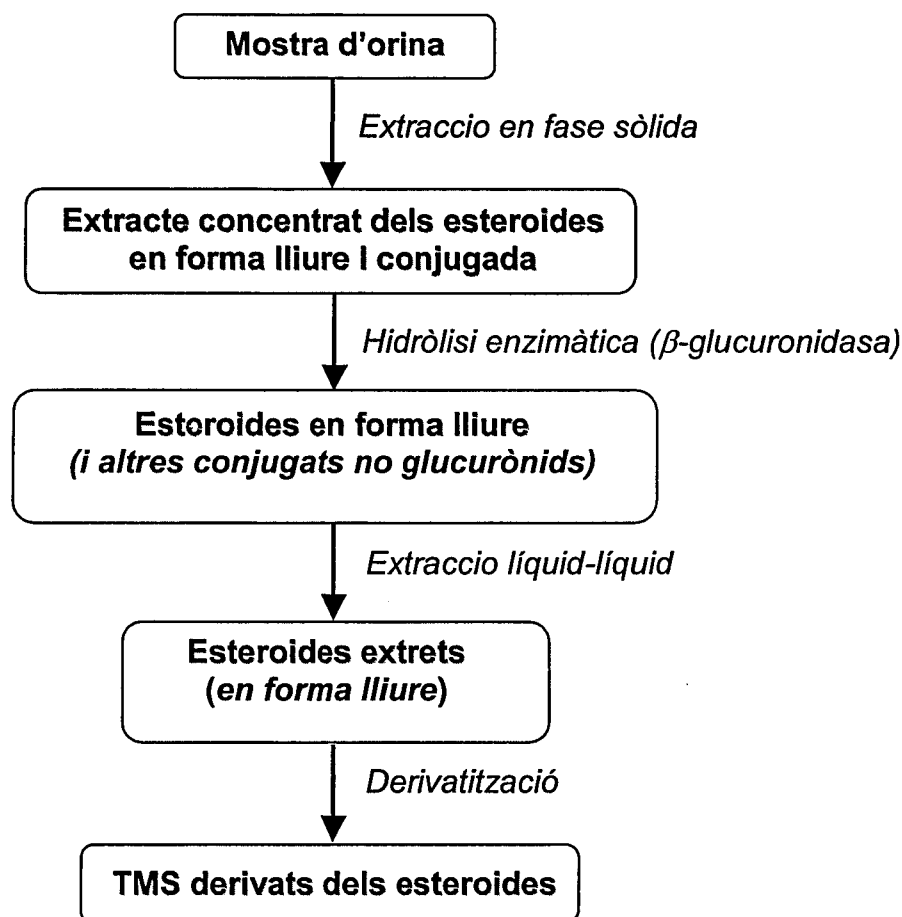 Mostra d'orina
Extraccio en fase sòlida
Extracte concentrat dels esteroides
en forma lliure I conjugada
Hidròlisi enzimàtica (β-glucuronidasa)
Esteroides en forma lliure
(i altres conjugats no glucurònids)
Extraccio líquid-líquid
Esteroides extrets
(en forma lliure)
Derivatització
TMS derivats dels esteroides